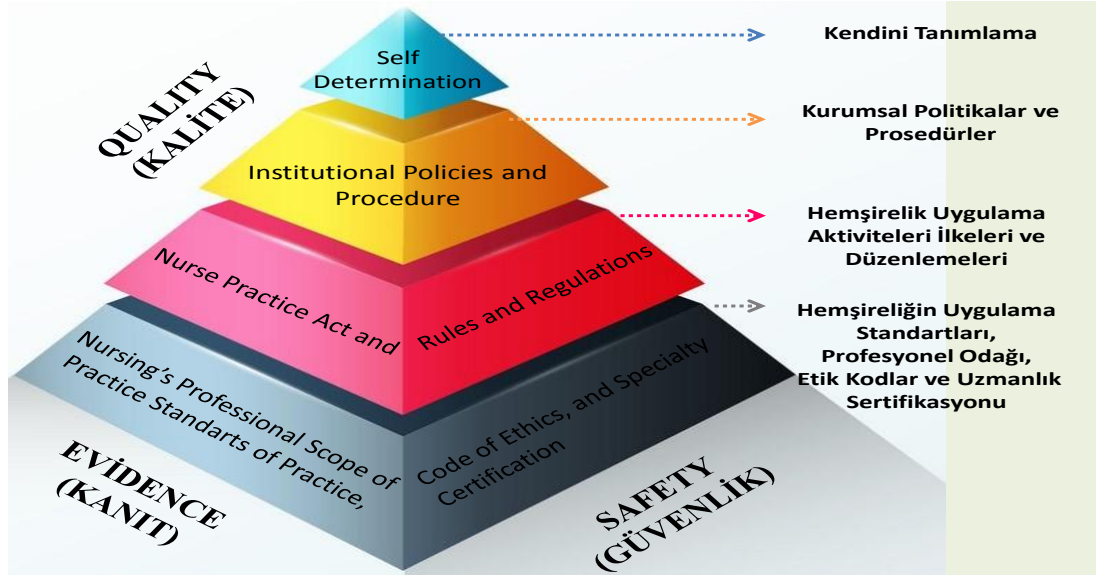 QUALITY
(KALİTE)
Self
Determination
Kendini Tanımlama
Institutional Policies and
Procedure
Kurumsal Politikalar ve
Prosedürler
Nurse Practice Act and
Rules and Regulations
Hemşirelik Uygulama
Aktiviteleri İlkeleri ve
Düzenlemeleri
Nursing’s Professional Scope of
Practice Standarts of Practice,
Code of Ethics, and Specialty
Certification
Hemşireliğin Uygulama
Standartları,
Profesyonel Odağı,
Etik Kodlar ve Uzmanlık
Sertifikasyonu
EVİDENCE
(KANIT)
SAFETY
(GÜVENLİK)